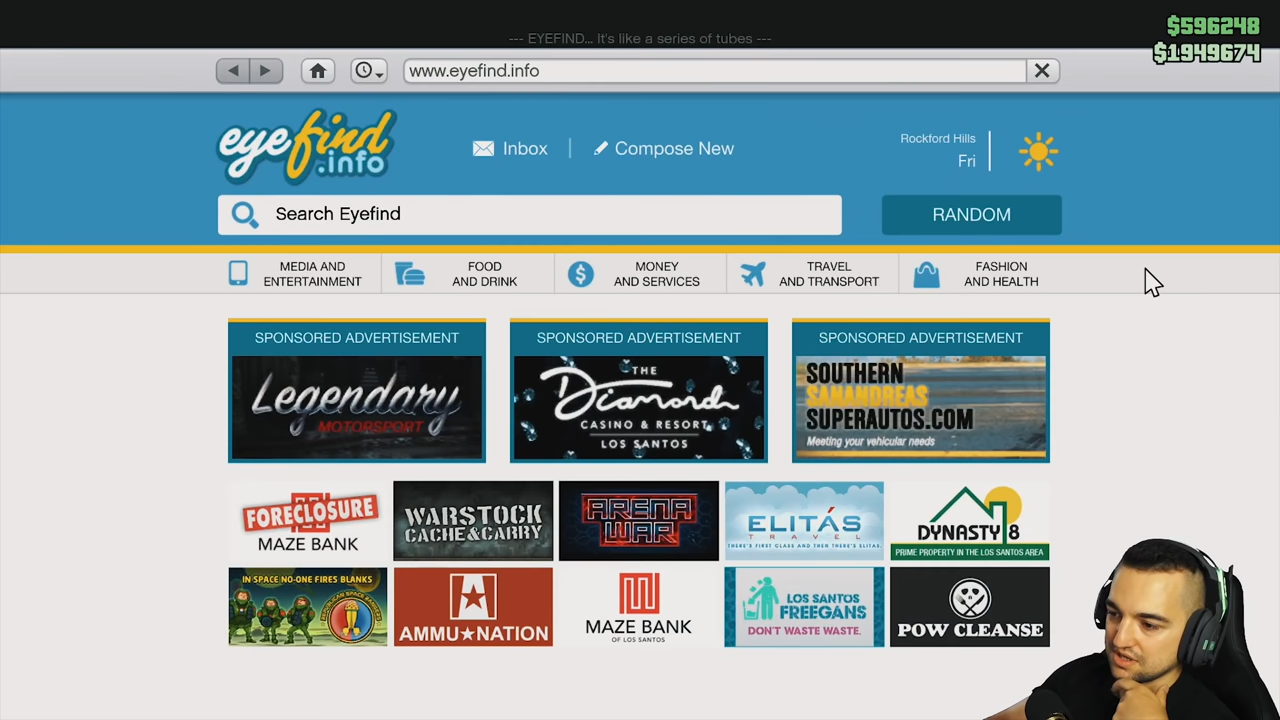 $596248
--- EYEFIND... It's like a series of tubes ---
$1949674
www.eyefind.info
eyefind
.info
Inbox
Compose New
Rockford Hills
Fri
Search Eyefind
RANDOM
MEDIA AND
ENTERTAINMENT
FOOD
AND DRINK
MONEY
AND SERVICES
TRAVEL
AND TRANSPORT
FASHION
AND HEALTH
SPONSORED ADVERTISEMENT
Legendary
MOTORSPORT
SPONSORED ADVERTISEMENT
THE
Diamond
CASINO & RESORT
LOS SANTOS
SPONSORED ADVERTISEMENT
SOUTHERN
SANANDREAS
SUPERAUTOS.COM
Meeting your vehicular needs
FORECLOSURE
MAZE BANK
WARSTOCK
CACHE&CARRY
ARENA
WAR
ELITÁS
TRAVEL
THERE'S FIRST CLASS AND THEN THERE'S ELITAS.
DYNASTY 8
PRIME PROPERTY IN THE LOS SANTOS AREA
IN SPACE NO-ONE FIRES BLANKS
REPUBLICAN SPACE RANGERS
AMMU★NATION
MAZE BANK
OF LOS SANTOS
LOS SANTOS
FREEGANS
DON'T WASTE WASTE.
POW CLEANSE